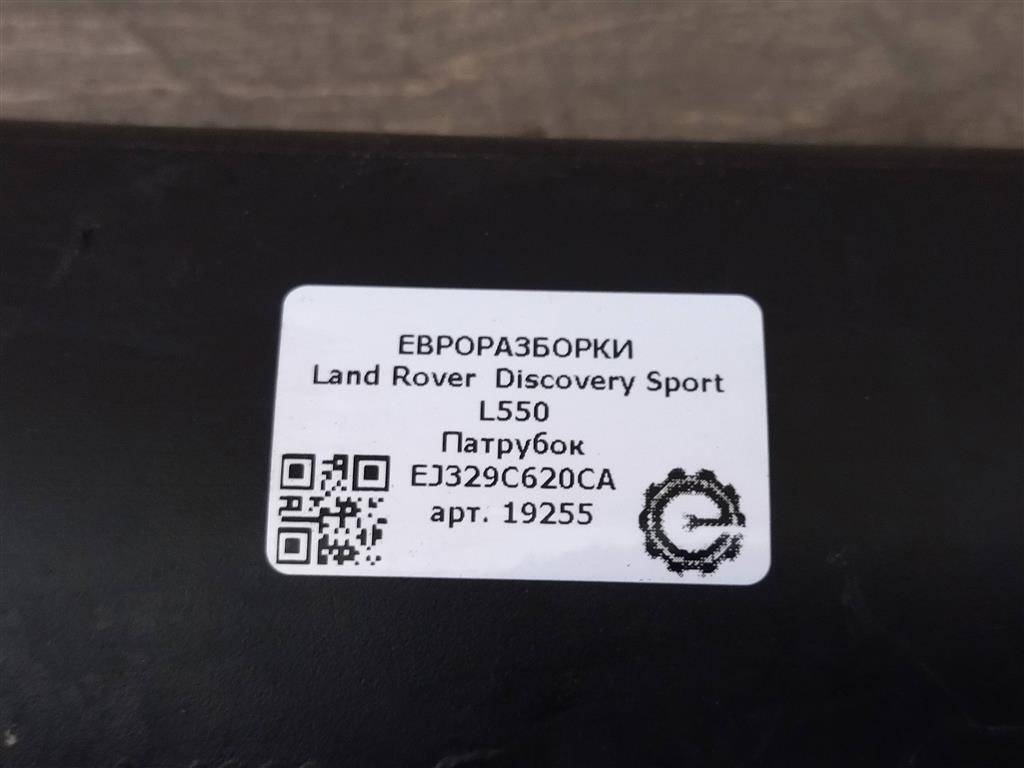 ЕВРОРАЗБОРКИ
Land Rover Discovery Sport
L550
Патрубок
EJ329C620CA
арт. 19255